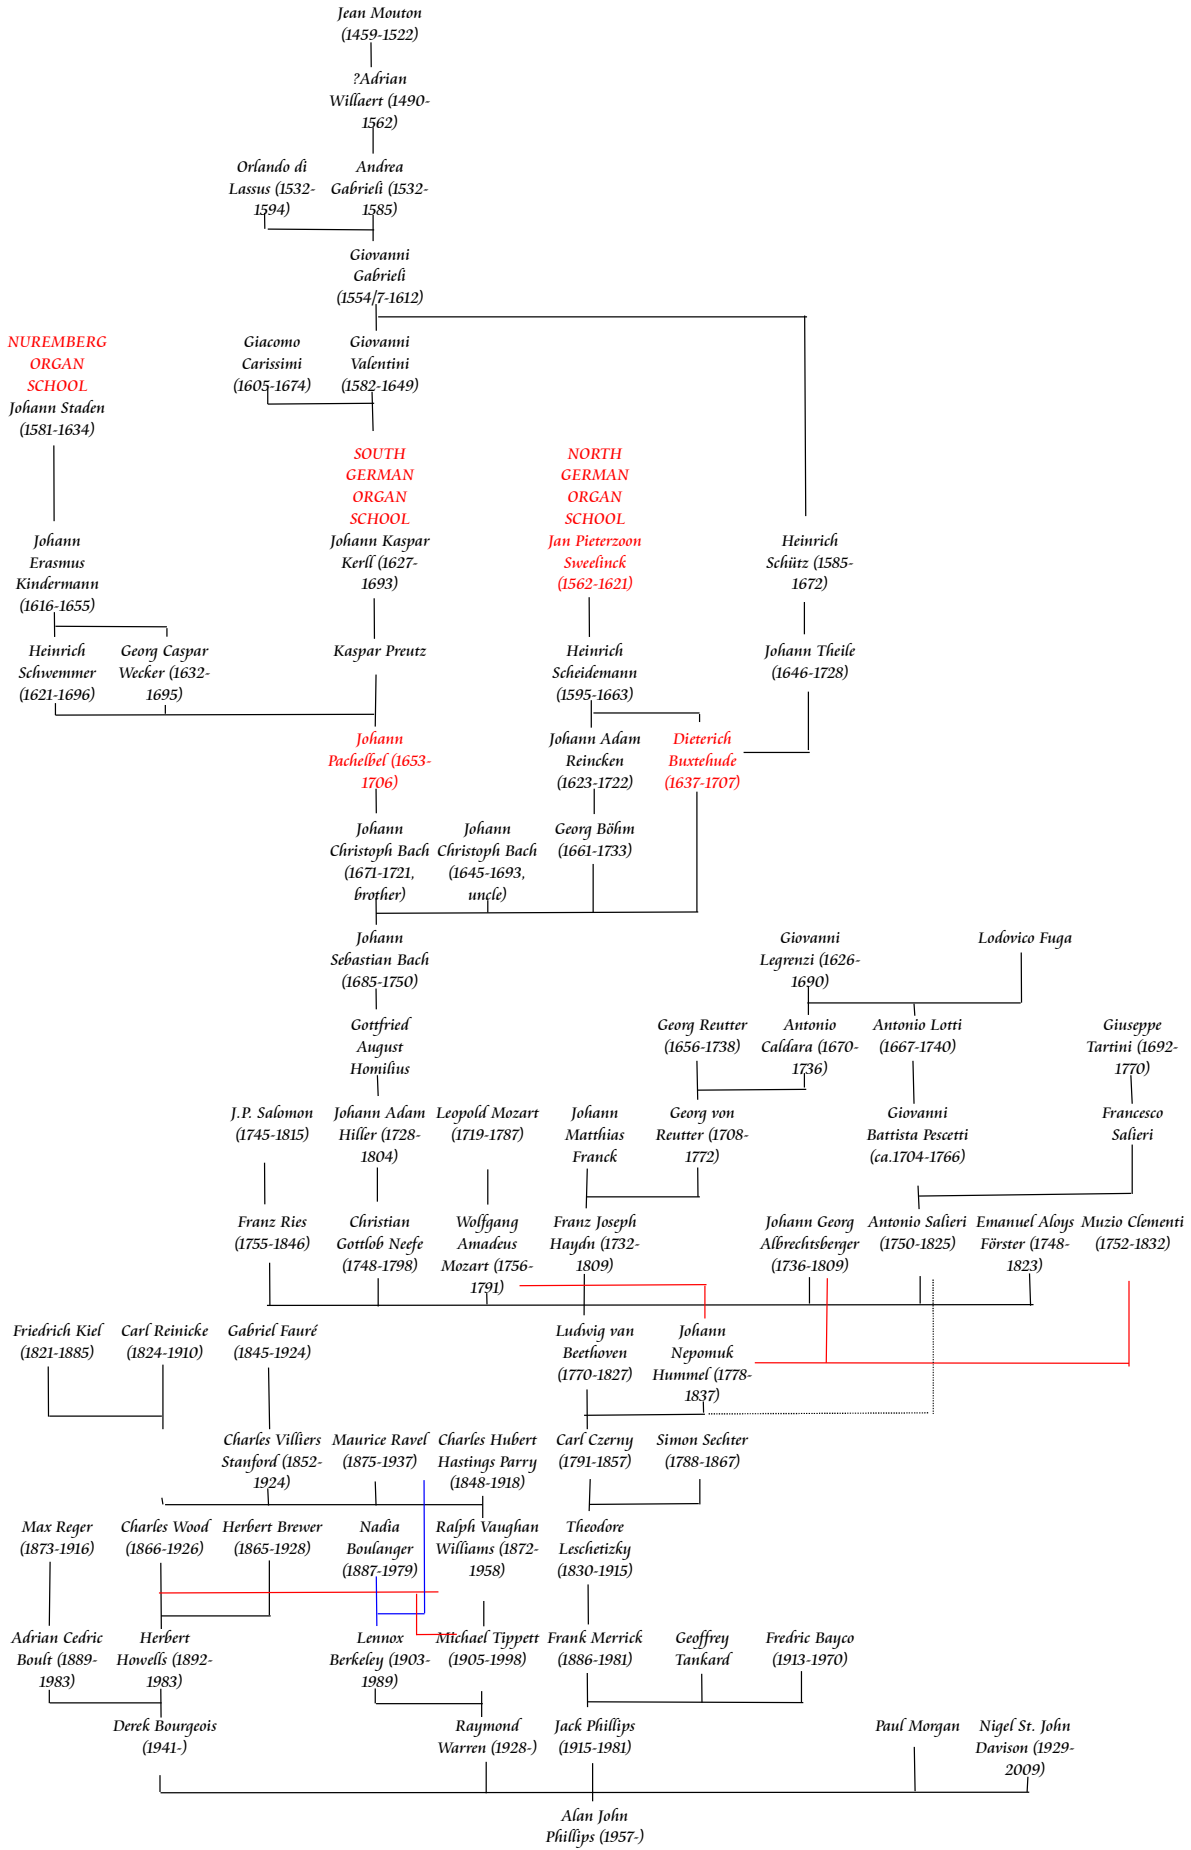 Jean Mouton
(1459-1522)
?Adrian
Willaert (1490-
1562)
Orlando di
Lassus (1532-
1594)
Andrea
Gabrieli (1532-
1585)
Giovanni
Gabrieli
(1554/7-1612)
NUREMBERG
ORGAN
SCHOOL
Johann Staden
(1581-1634)
Giacomo
Carissimi
(1605-1674)
Giovanni
Valentini
(1582-1649)
SOUTH
GERMAN
ORGAN
SCHOOL
Johann Kaspar
Kerll (1627-
1693)
NORTH
GERMAN
ORGAN
SCHOOL
Jan Pieterzoon
Sweelinck
(1562-1621)
Johann
Erasmus
Kindermann
(1616-1655)
Heinrich
Schütz (1585-
1672)
Heinrich
Schwemmer
(1621-1696)
Georg Caspar
Wecker (1632-
1695)
Kaspar Preutz
Heinrich
Scheidemann
(1595-1663)
Johann Theile
(1646-1728)
Johann
Pachelbel (1653-
1706)
Johann Adam
Reincken
(1623-1722)
Dieterich
Buxtehude
(1637-1707)
Johann
Christoph Bach
(1671-1721,
brother)
Johann
Christoph Bach
(1645-1693,
uncle)
Georg Böhm
(1661-1733)
Johann
Sebastian Bach
(1685-1750)
Giovanni
Legrenzi (1626-
1690)
Lodovico Fuga
Gottfried
August
Homilius
Georg Reutter
(1656-1738)
Antonio
Caldara (1670-
1736)
Antonio Lotti
(1667-1740)
Giuseppe
Tartini (1692-
1770)
J.P. Salomon
(1745-1815)
Johann Adam
Hiller (1728-
1804)
Leopold Mozart
(1719-1787)
Johann
Matthias
Franck
Georg von
Reutter (1708-
1772)
Giovanni
Battista Pescetti
(ca.1704-1766)
Francesco
Salieri
Franz Ries
(1755-1846)
Christian
Gottlob Neefe
(1748-1798)
Wolfgang
Amadeus
Mozart (1756-
1791)
Franz Joseph
Haydn (1732-
1809)
Johann Georg
Albrechtsberger
(1736-1809)
Antonio Salieri
(1750-1825)
Emanuel Aloys
Förster (1748-
1823)
Muzio Clementi
(1752-1832)
Friedrich Kiel
(1821-1885)
Carl Reinicke
(1824-1910)
Gabriel Fauré
(1845-1924)
Ludwig van
Beethoven
(1770-1827)
Johann
Nepomuk
Hummel (1778-
1837)
Charles Villiers
Stanford (1852-
1924)
Maurice Ravel
(1875-1937)
Charles Hubert
Hastings Parry
(1848-1918)
Carl Czerny
(1791-1857)
Simon Sechter
(1788-1867)
Max Reger
(1873-1916)
Charles Wood
(1866-1926)
Herbert Brewer
(1865-1928)
Nadia
Boulanger
(1887-1979)
Ralph Vaughan
Williams (1872-
1958)
Theodore
Leschetizky
(1830-1915)
Adrian Cedric
Boult (1889-
1983)
Herbert
Howells (1892-
1983)
Lennox
Berkeley (1903-
1989)
Michael Tippett
(1905-1998)
Frank Merrick
(1886-1981)
Geoffrey
Tankard
Fredric Bayco
(1913-1970)
Derek Bourgeois
(1941-)
Raymond
Warren (1928-)
Jack Phillips
(1915-1981)
Paul Morgan
Nigel St. John
Davison (1929-
2009)
Alan John
Phillips (1957-)